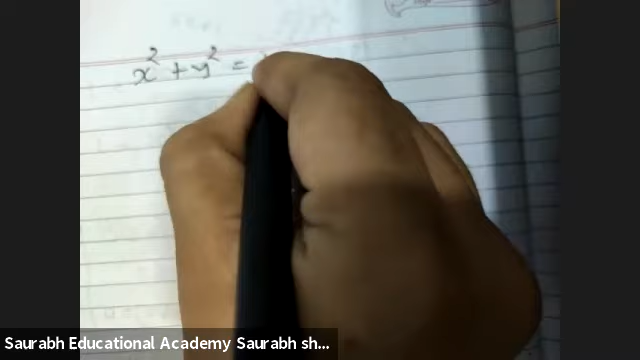 x² + y² =
Saurabh Educational Academy Saurabh sh...